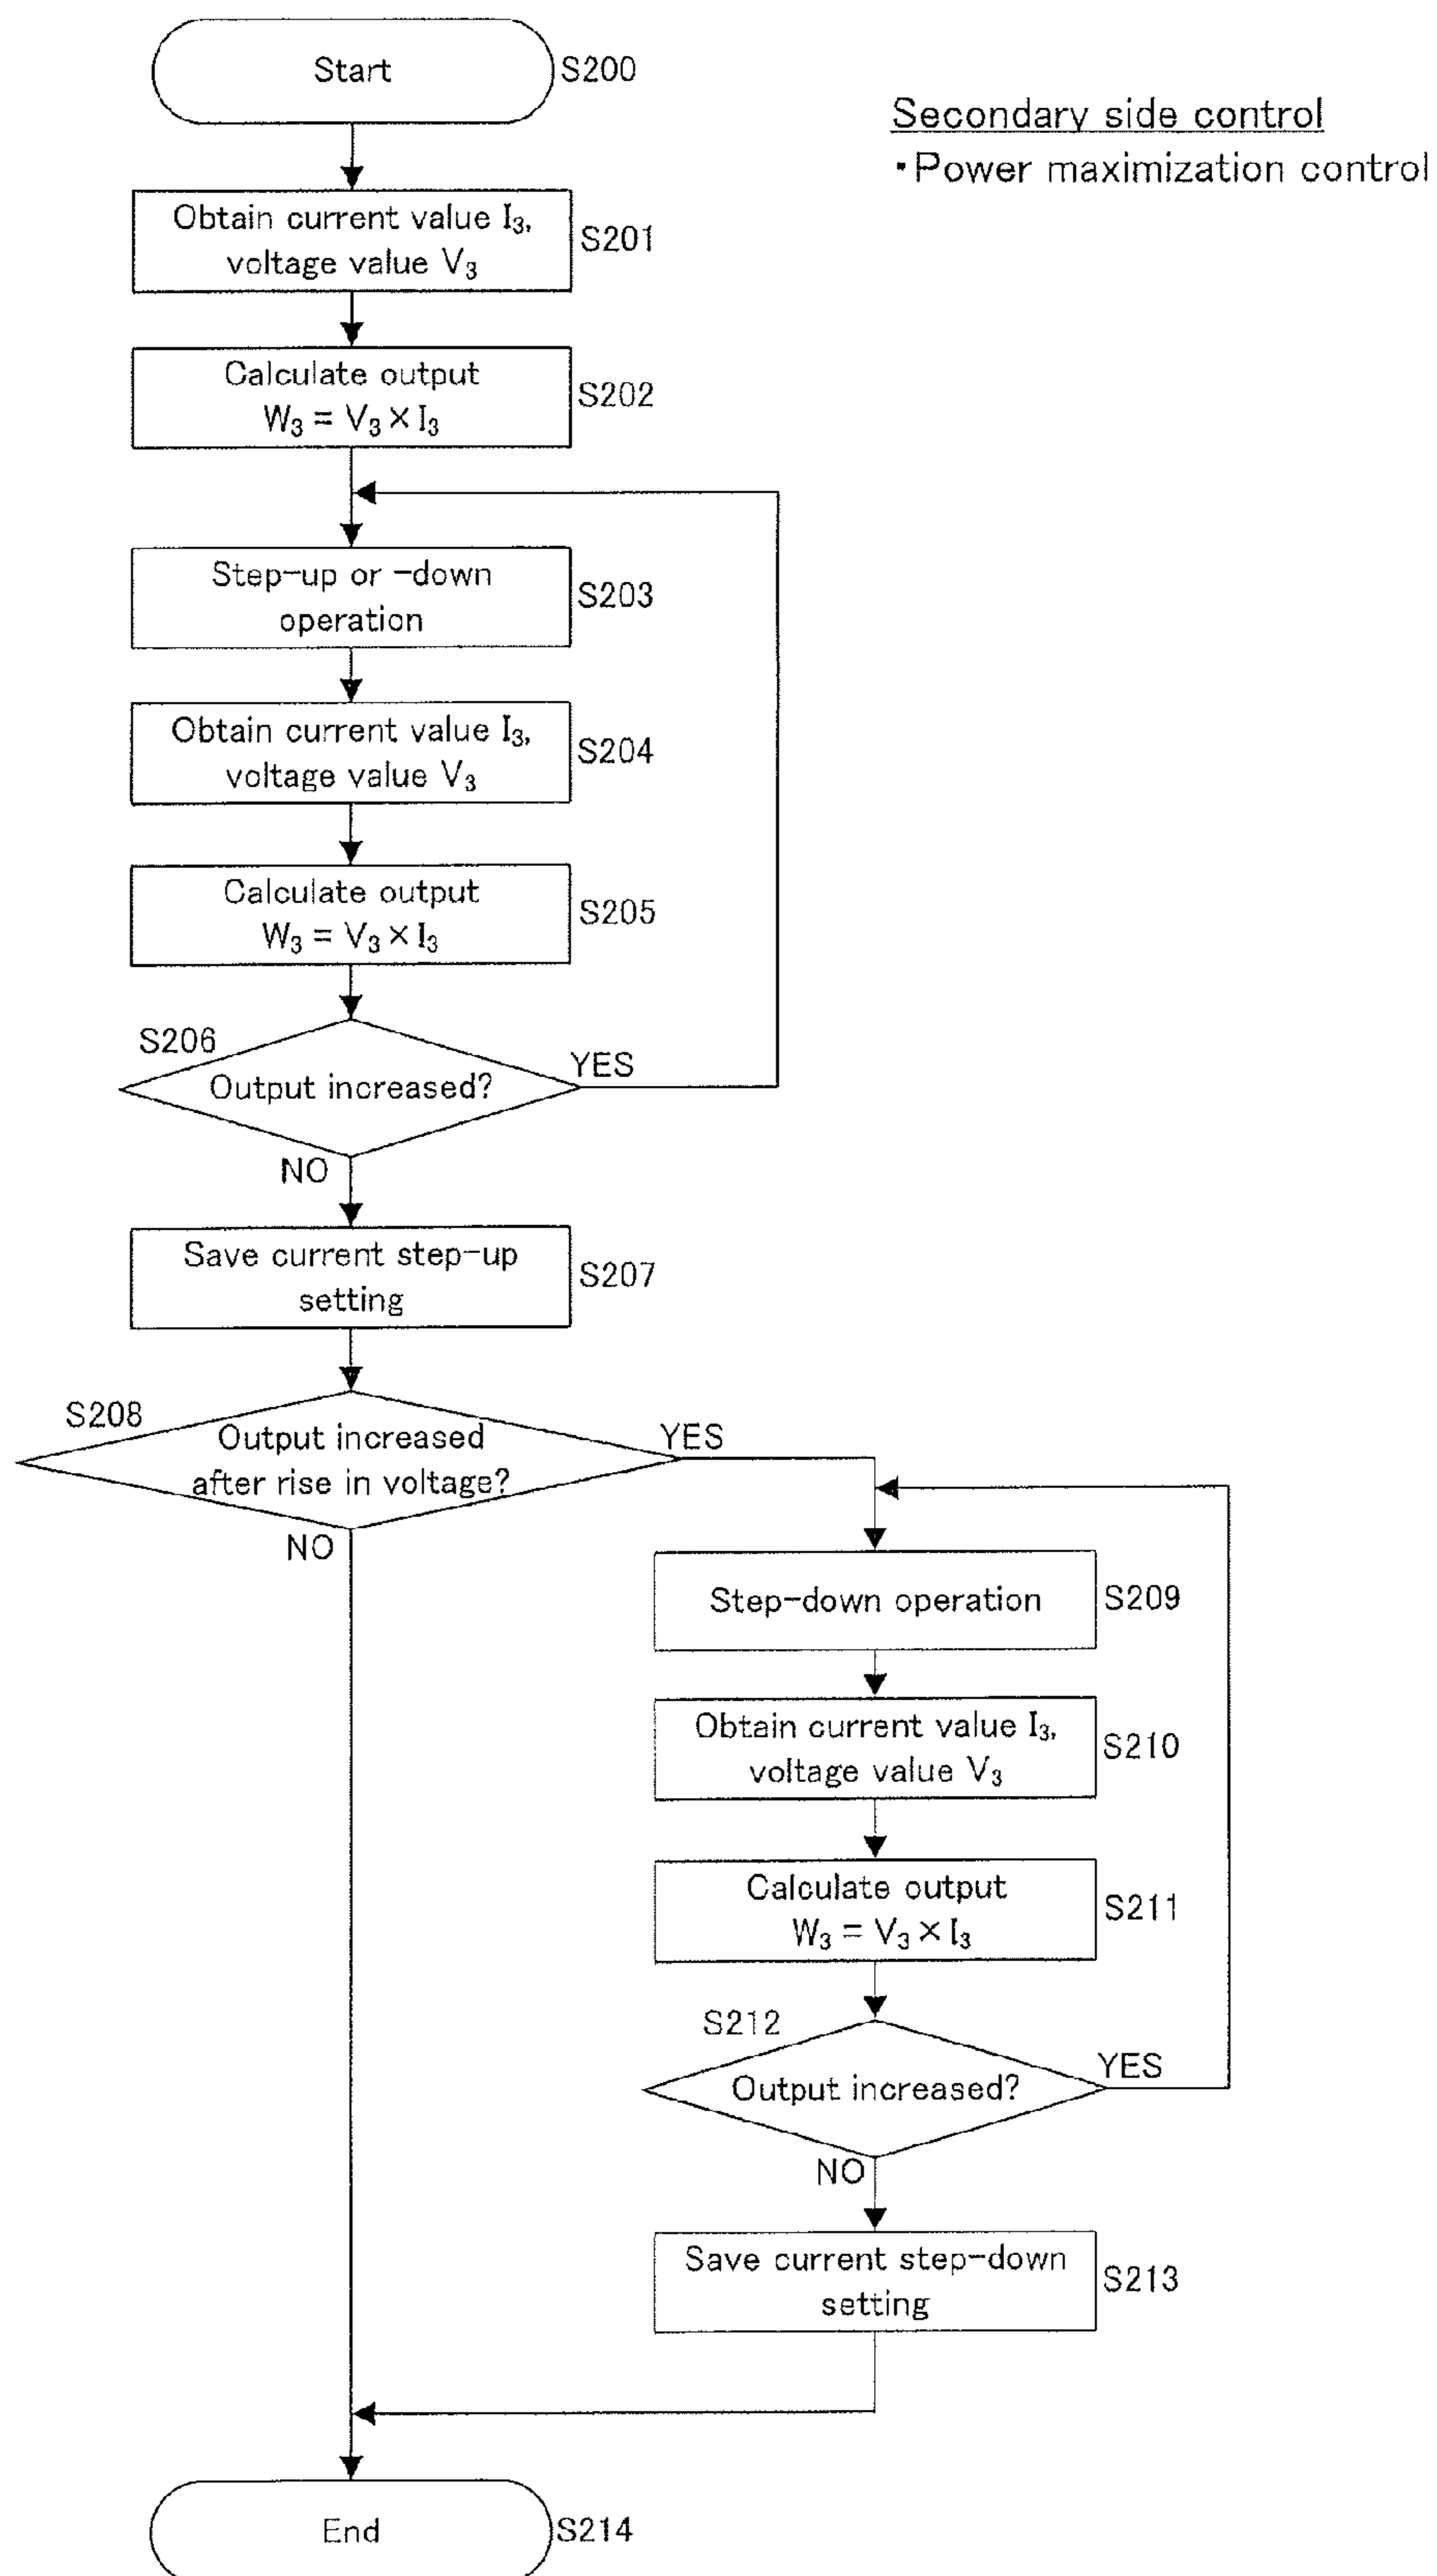 Start
S200
Secondary side control
・Power maximization control
Obtain current value I₃,
voltage value V₃
S201
Calculate output
W₃ = V₃ × I₃
S202
Step-up or -down
operation
S203
Obtain current value I₃,
voltage value V₃
S204
Calculate output
W₃ = V₃ × I₃
S205
S206
Output increased?
YES
NO
Save current step-up
setting
S207
S208
Output increased
after rise in voltage?
YES
NO
Step-down operation
S209
Obtain current value I₃,
voltage value V₃
S210
Calculate output
W₃ = V₃ × I₃
S211
S212
Output increased?
YES
NO
Save current step-down
setting
S213
End
S214